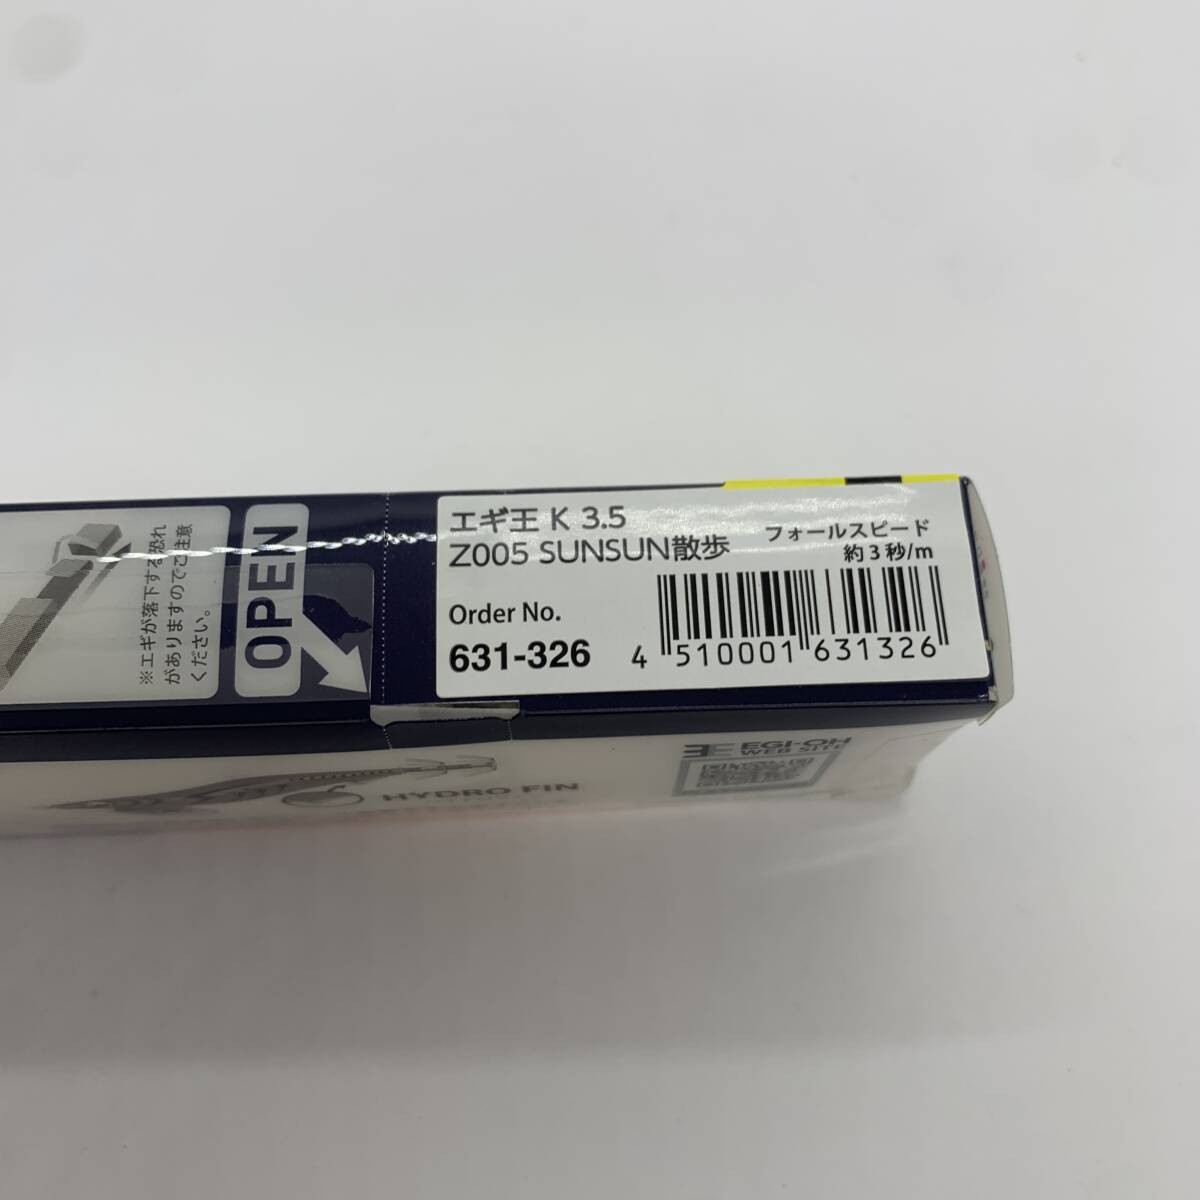 ※エギが落下する恐れ
がありますのでご注意
ください。
OPEN
エギ王 K 3.5
Z005 SUNSUN散歩
フォールスピード
約3秒/m
Order No.
631-326
4 510001 631326
HYDRO FIN
EGI-OH
WEB SITE